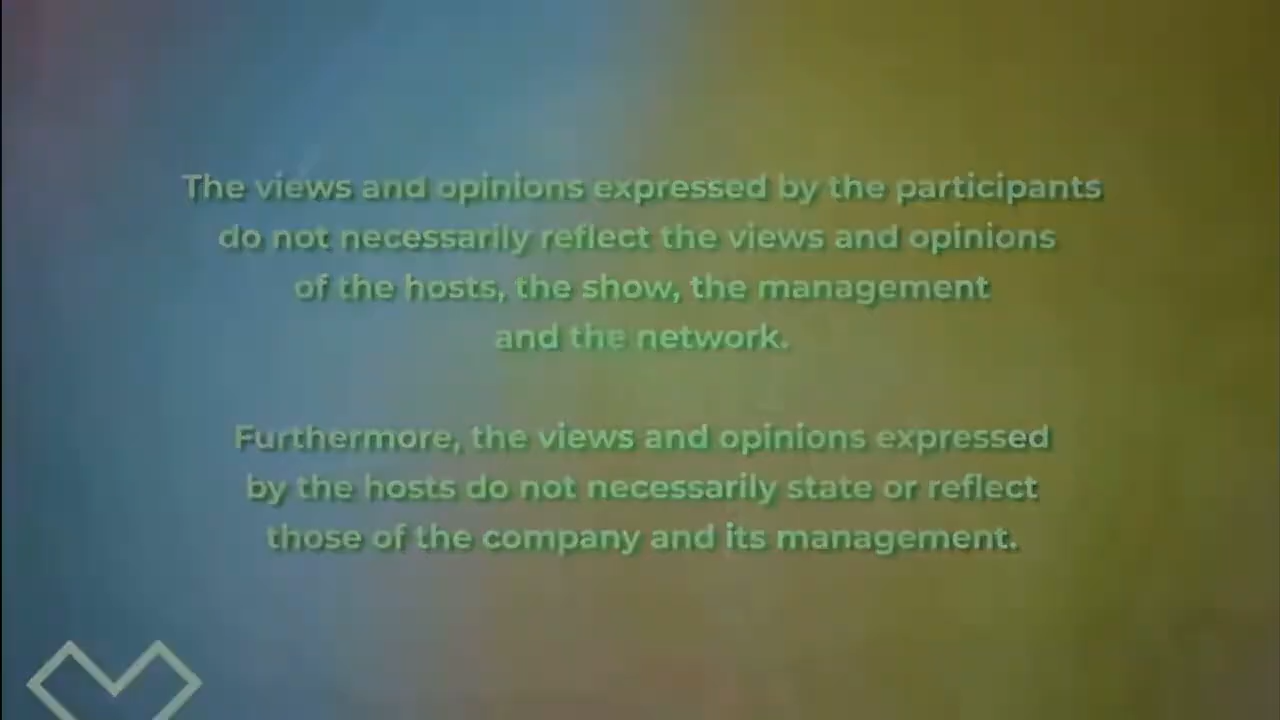 The views and opinions expressed by the participants
do not necessarily reflect the views and opinions
of the hosts, the show, the management
and the network.
Furthermore, the views and opinions expressed
by the hosts do not necessarily state or reflect
those of the company and its management.